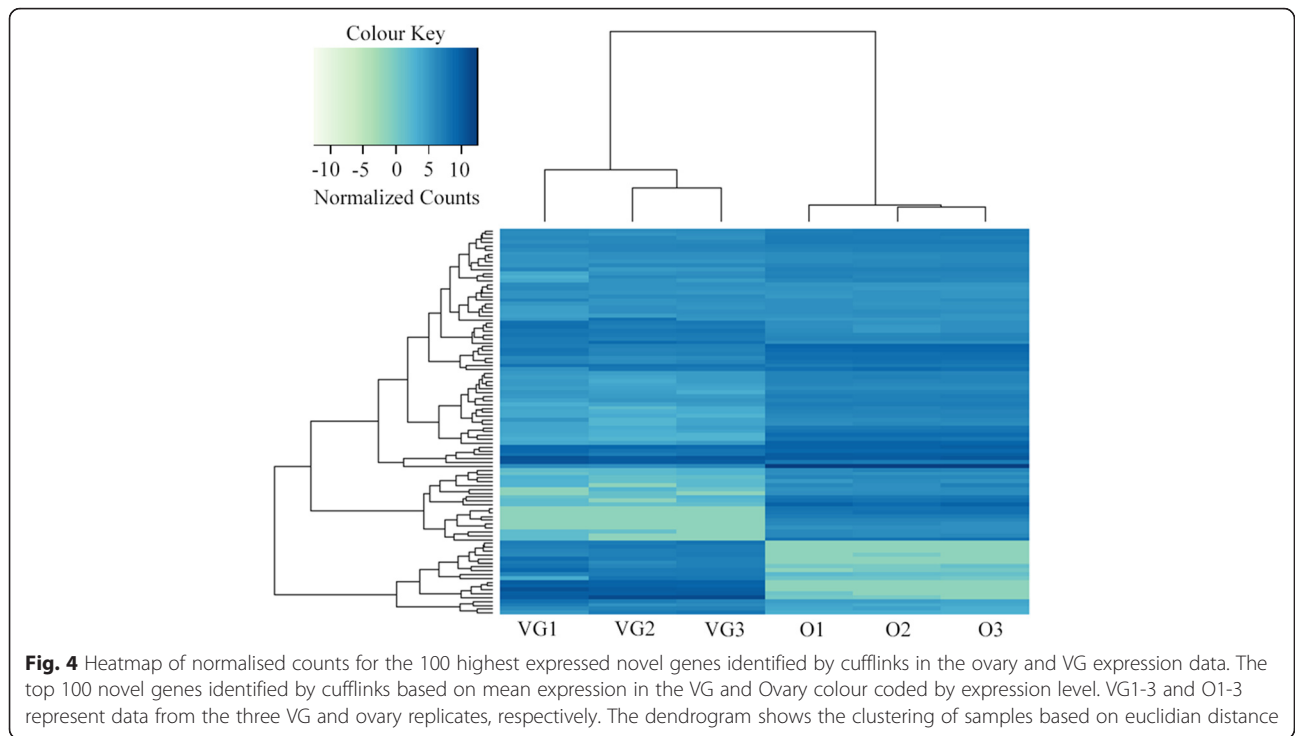 Colour Key
-10 -5 0 5 10
Normalized Counts
VG1 VG2 VG3 O1 O2 O3
Fig. 4 Heatmap of normalised counts for the 100 highest expressed novel genes identified by cufflinks in the ovary and VG expression data. The
top 100 novel genes identified by cufflinks based on mean expression in the VG and Ovary colour coded by expression level. VG1-3 and O1-3
represent data from the three VG and ovary replicates, respectively. The dendrogram shows the clustering of samples based on euclidian distance